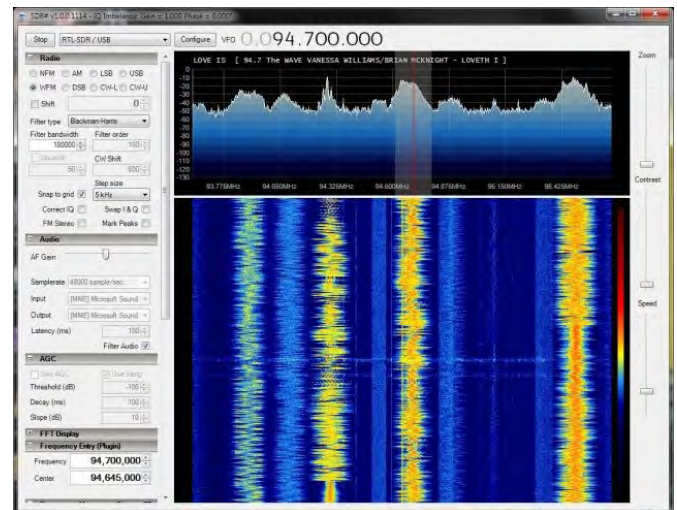 SDR# v1.0.0.1114 - IQ Imbalance: Gain = 1.000 Phase = 0.000°
Stop RTL-SDR / USB Configure VFO 0.094.700.000 Zoom
Radio
NFM AM LSB USB
WFM DSB CW-L CW-U
Shift 0
Filter type Blackman-Harris
Filter bandwidth Filter order
180000 100
CW Shift
50 600
Step size
Snap to grid 5 kHz
Correct IQ Swap I & Q
FM Stereo Mark Peaks
Audio
AF Gain
Samplerate 48000 sample/sec
Input [MME] Microsoft Sound
Output [MME] Microsoft Sound
Latency (ms) 100
Filter Audio
AGC
Use AGC Use Hang
Threshold (dB) -100
Decay (ms) 100
Slope (dB) 10
FFT Display
Frequency Entry (Plugin)
Frequency 94,700,000
Center 94,645,000
LOVE IS [ 94.7 The WAVE VANESSA WILLIAMS/BRIAN MCKNIGHT - LOVETH I ]
-10
-20
-30
-40
-50
-60
-70
-80
-90
-100
-110
-120
-130
93.775MHz 94.050MHz 94.325MHz 94.600MHz 94.875MHz 95.150MHz 95.425MHz
Contrast
Speed